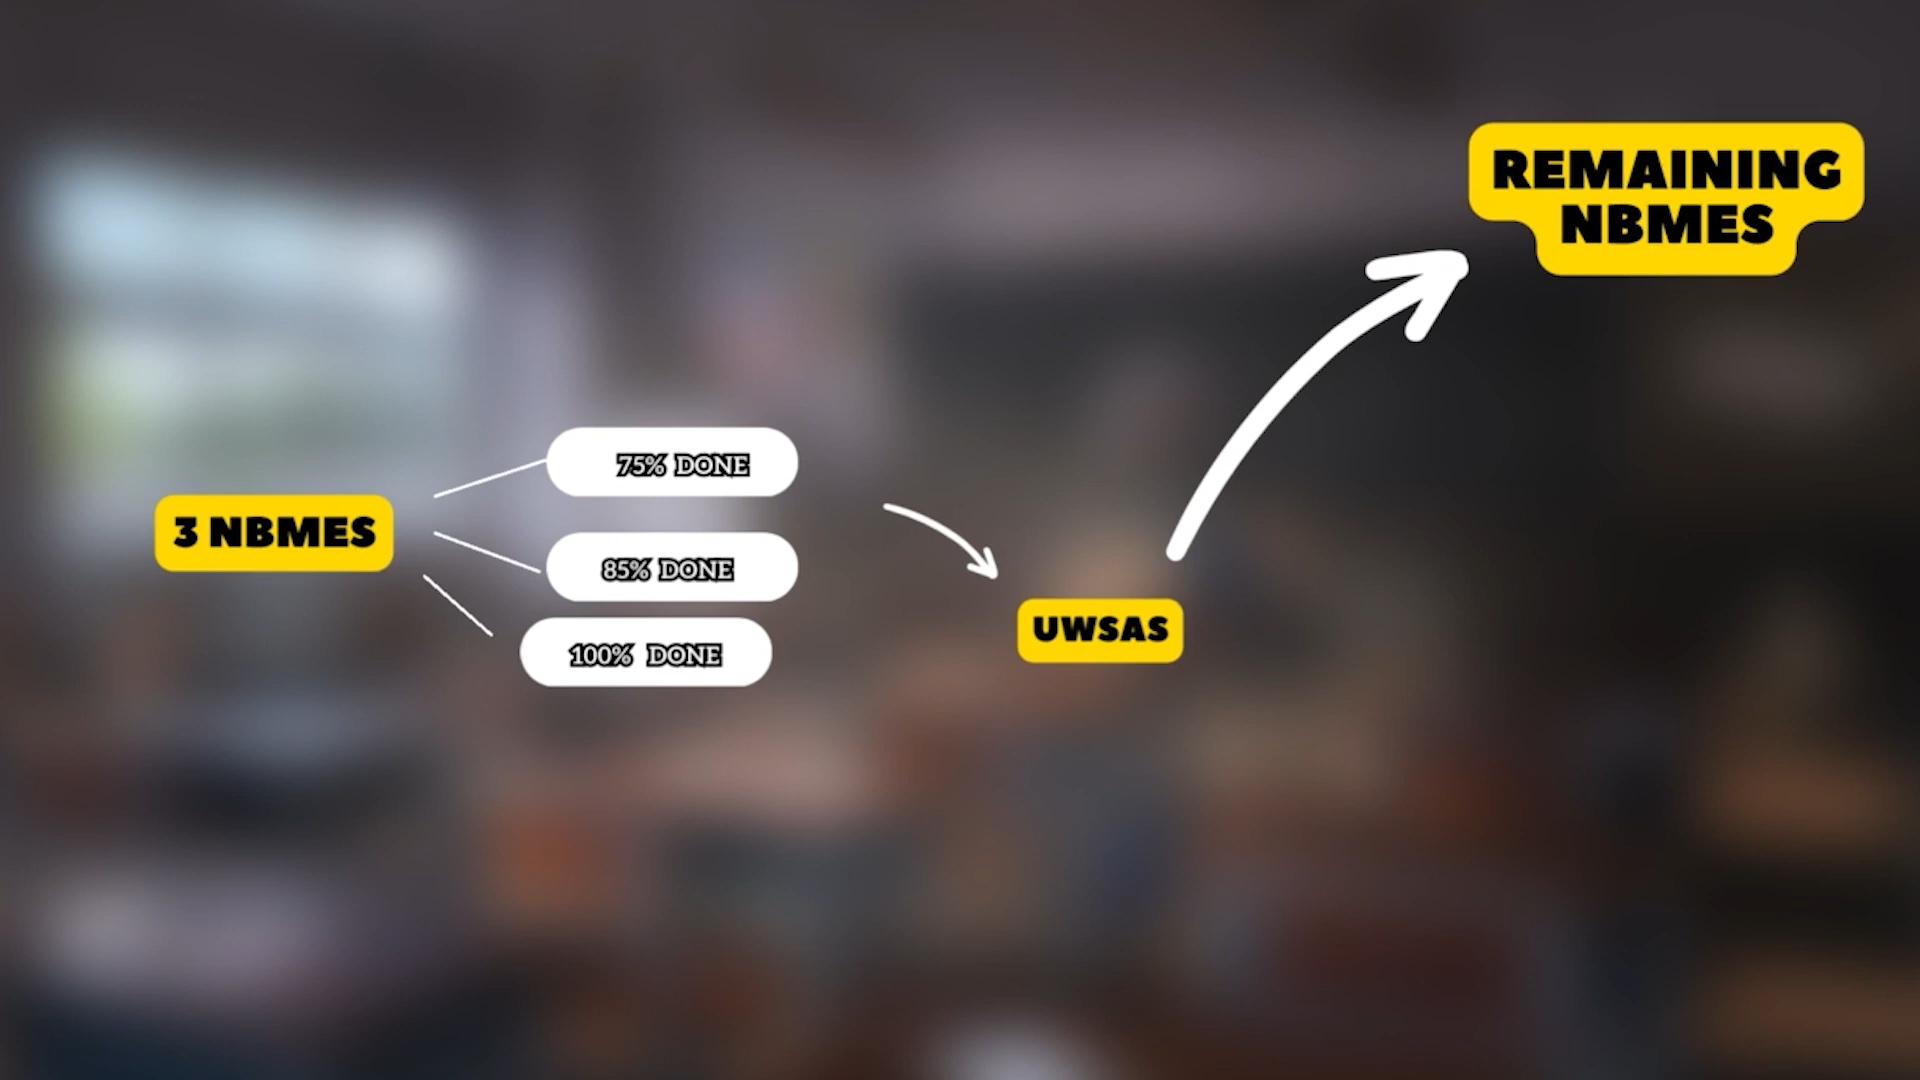 3 NBMES
75% DONE
85% DONE
100% DONE
UWSAS
REMAINING
NBMES